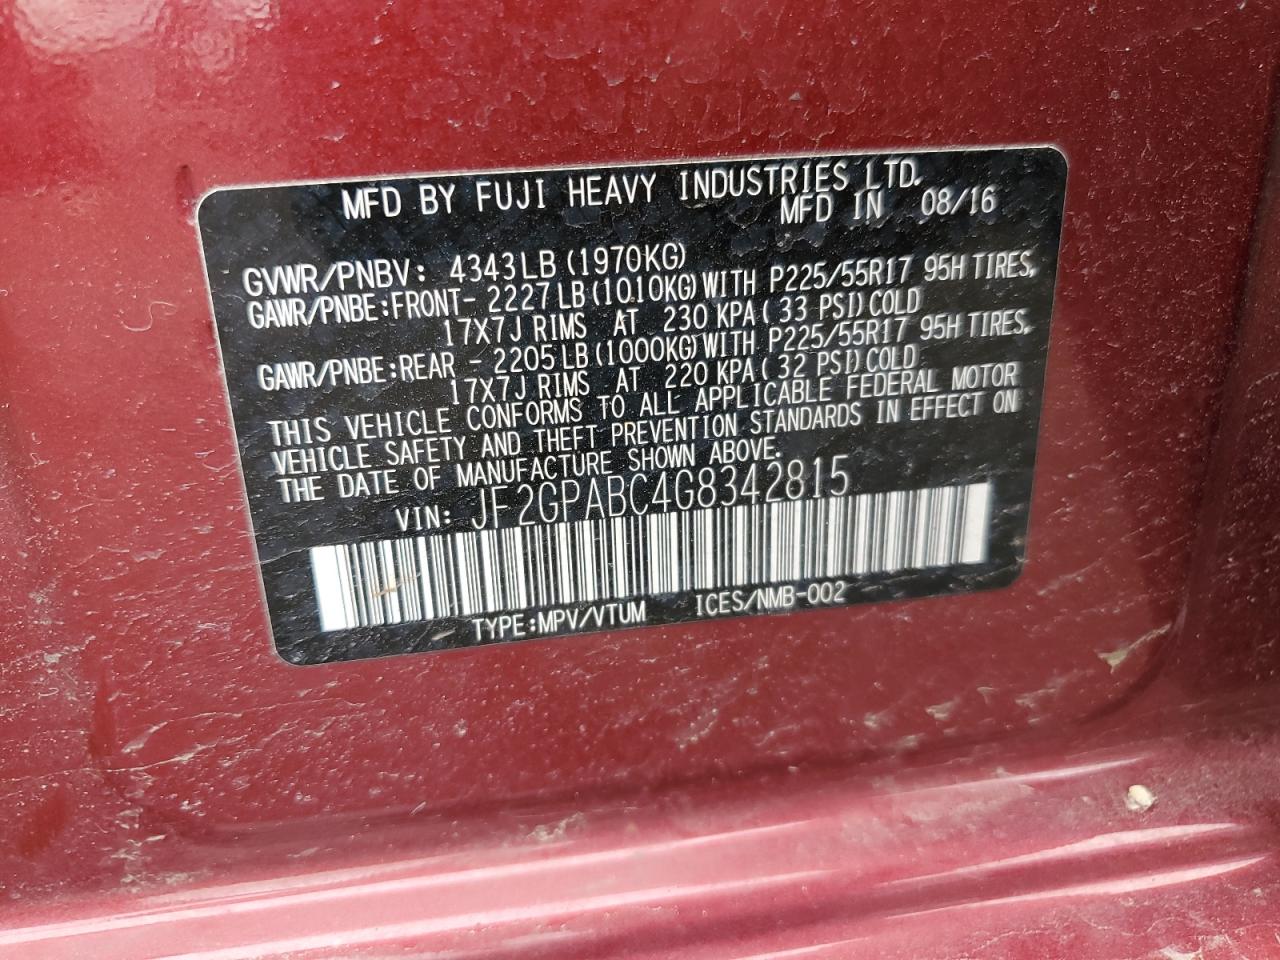 MFD BY FUJI HEAVY INDUSTRIES LTD.
MFD IN 08/16
GVWR/PNBV: 4343LB (1970KG)
GAWR/PNBE:FRONT- 2227LB(1010KG)WITH P225/55R17 95H TIRES,
17X7J RIMS AT 230 KPA( 33 PSI)COLD
GAWR/PNBE:REAR - 2205LB(1000KG)WITH P225/55R17 95H TIRES,
17X7J RIMS AT 220 KPA( 32 PSI)COLD
THIS VEHICLE CONFORMS TO ALL APPLICABLE FEDERAL MOTOR
VEHICLE SAFETY AND THEFT PREVENTION STANDARDS IN EFFECT ON
THE DATE OF MANUFACTURE SHOWN ABOVE.
VIN: JF2GPABC4G8342815
TYPE:MPV/VTUM ICES/NMB-002